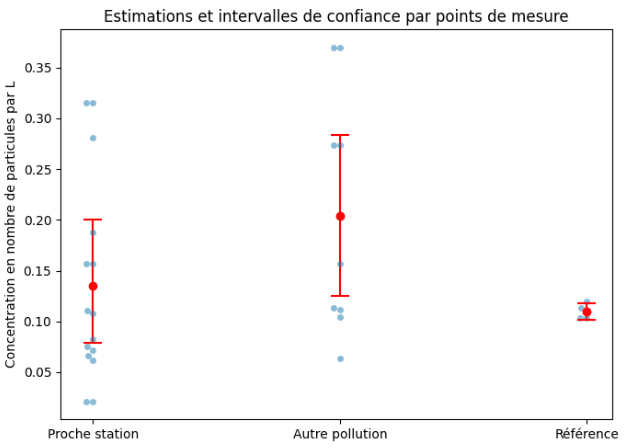 Estimations et intervalles de confiance par points de mesure
Concentration en nombre de particules par L
0.35
0.30
0.25
0.20
0.15
0.10
0.05
Proche station
Autre pollution
Référence